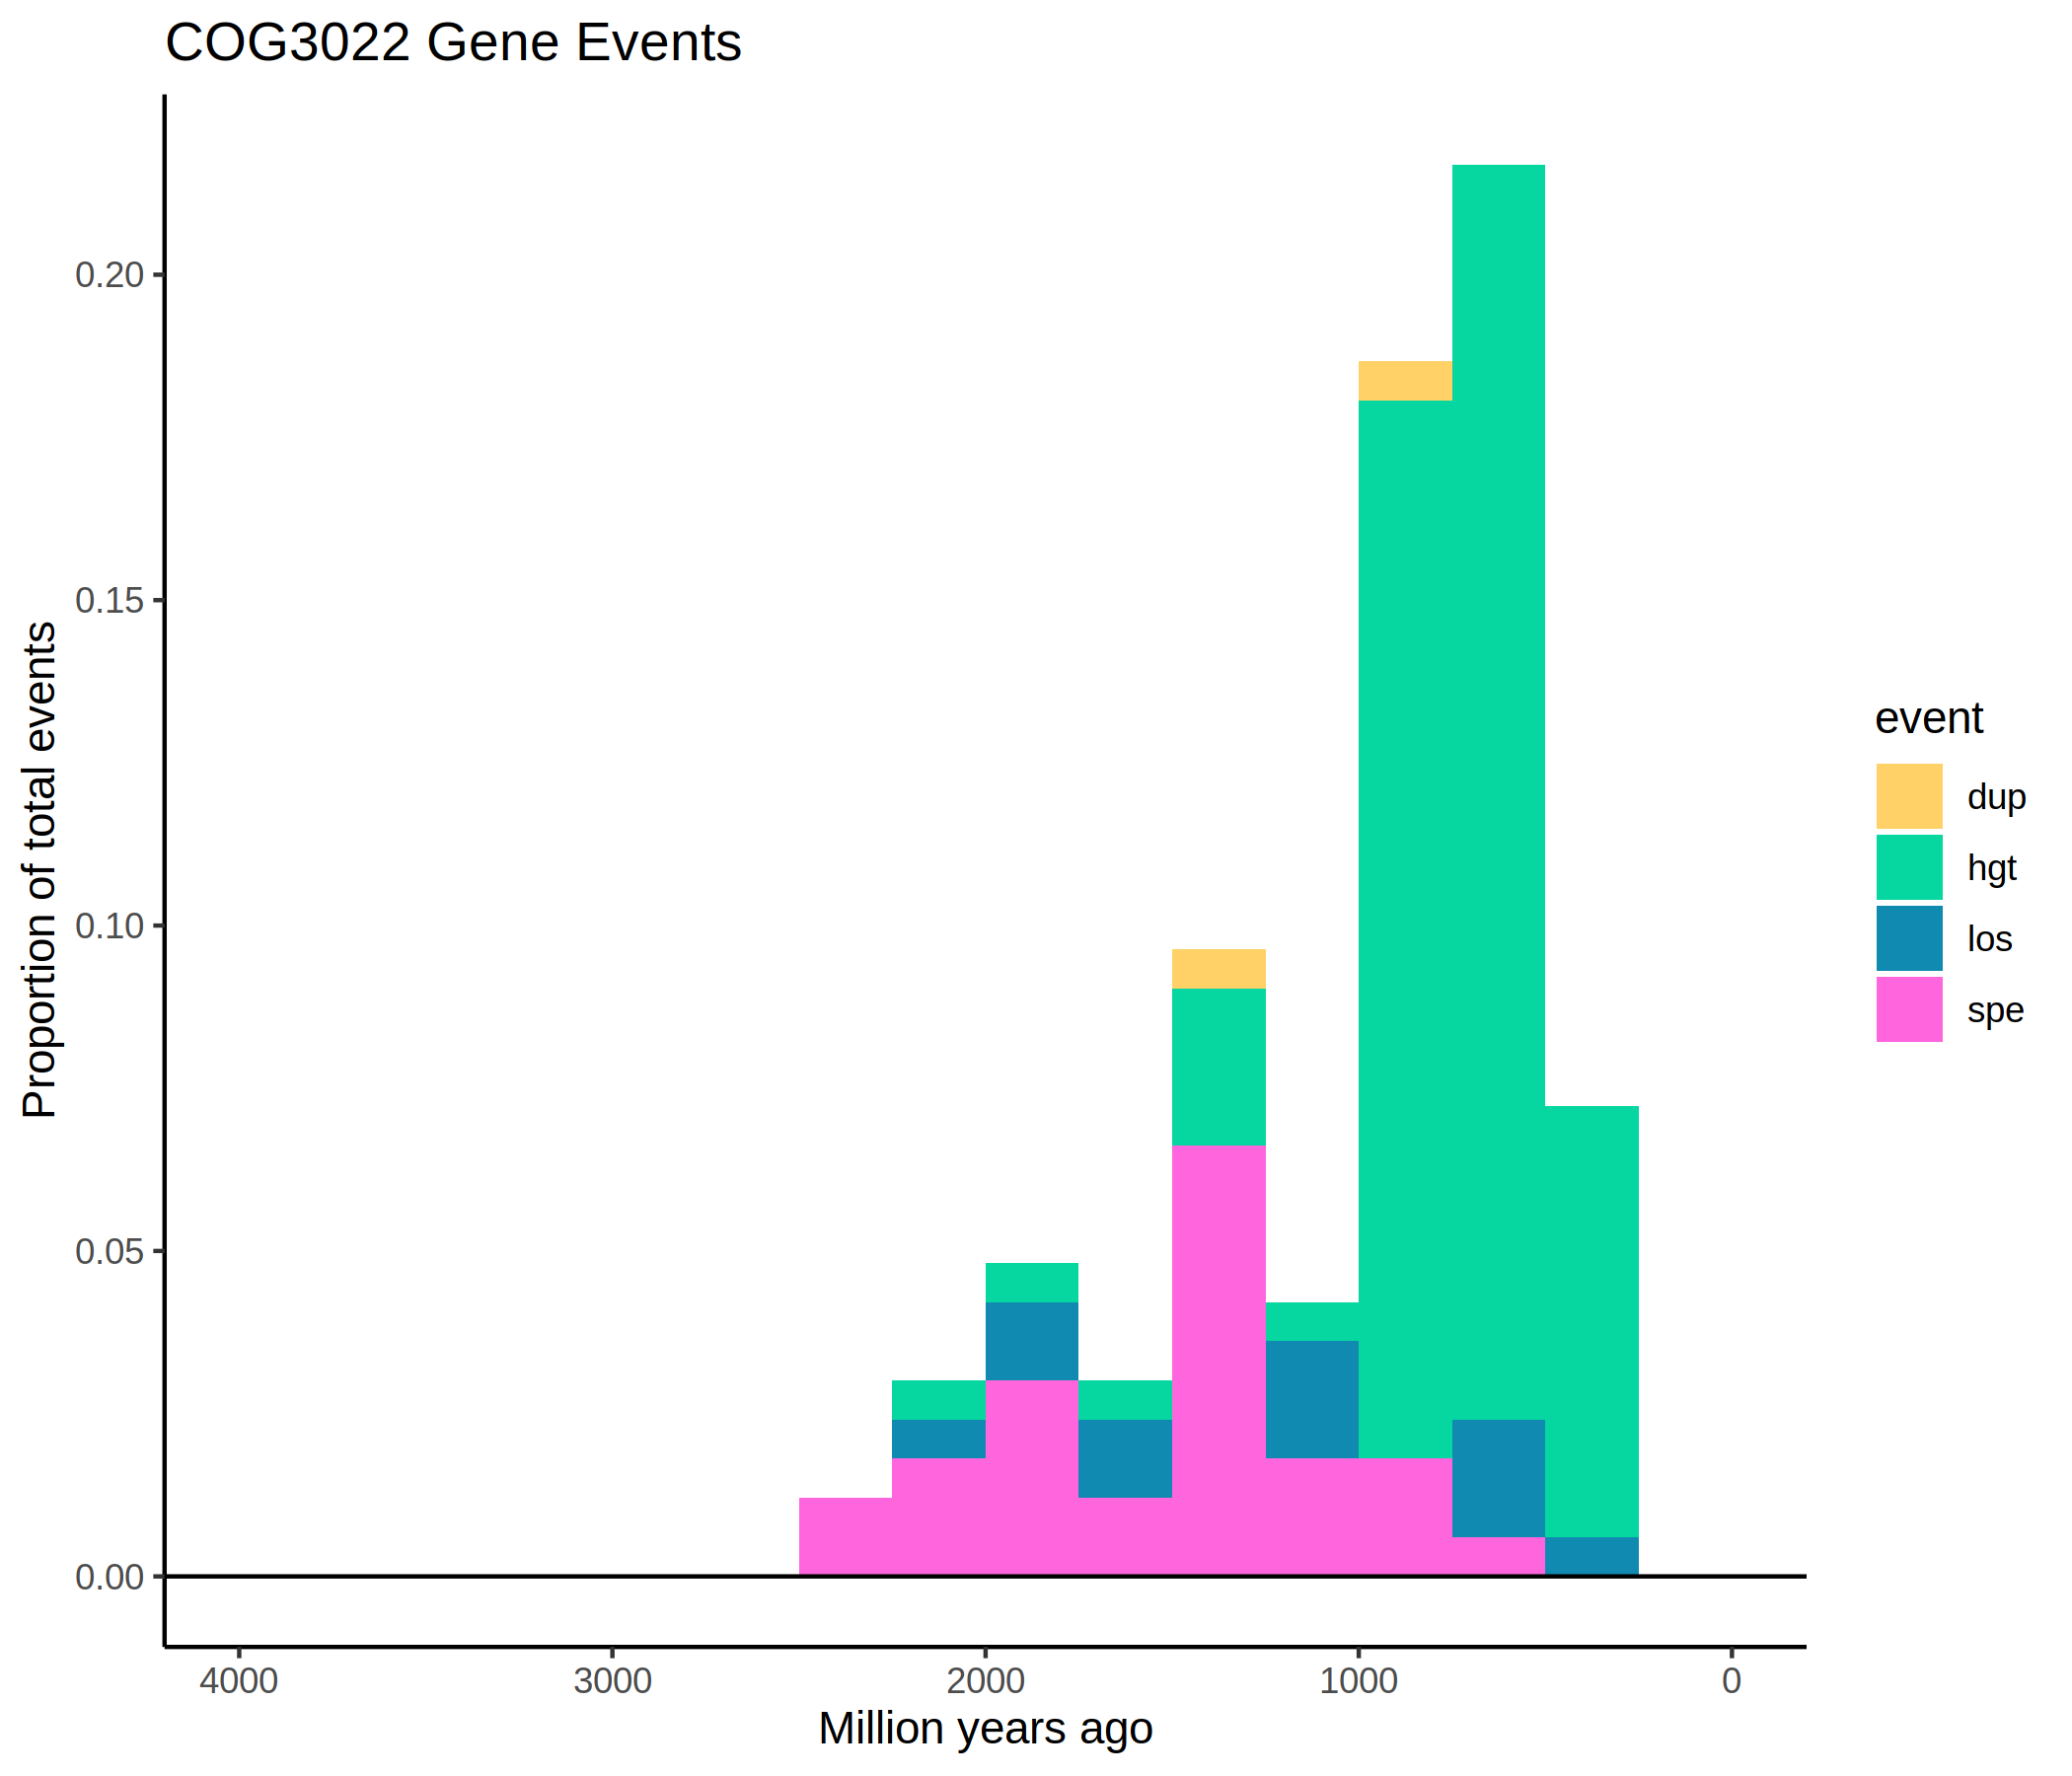 COG3022 Gene Events
Proportion of total events
0.20
0.15
0.10
0.05
0.00
4000 3000 2000 1000 0
Million years ago
event
dup
hgt
los
spe